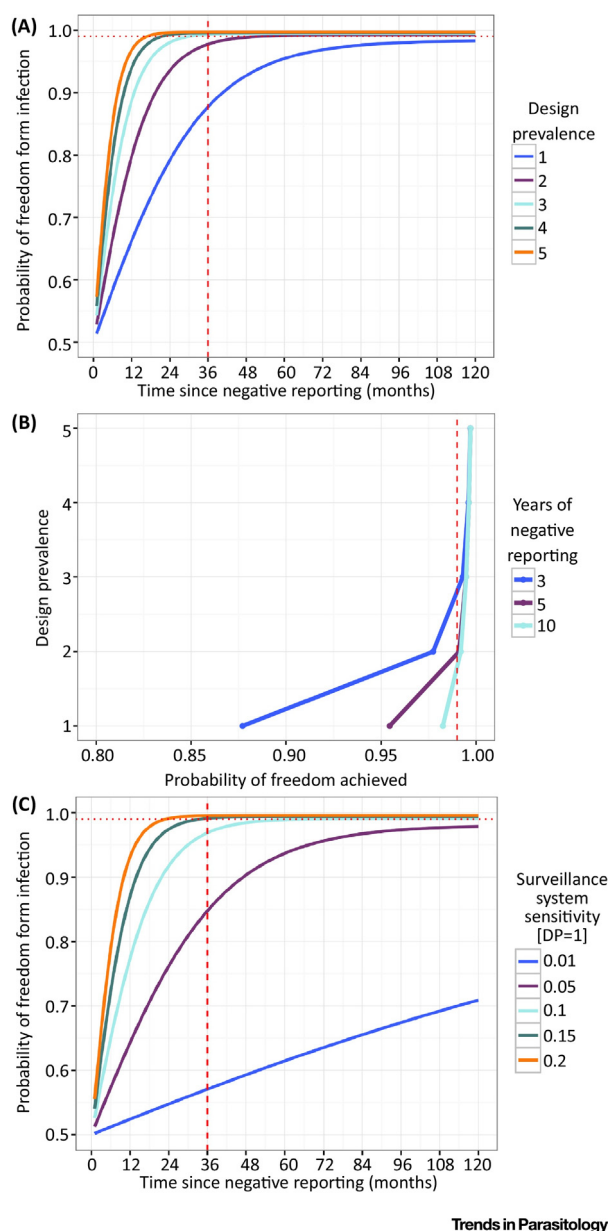 (A)
1.0
0.9
0.8
0.7
0.6
0.5
Probability of freedom form infection
0 12 24 36 48 60 72 84 96 108 120
Time since negative reporting (months)
Design
prevalence
1
2
3
4
5
(B)
5
4
3
2
1
Design prevalence
0.80 0.85 0.90 0.95 1.00
Probability of freedom achieved
Years of
negative
reporting
3
5
10
(C)
1.0
0.9
0.8
0.7
0.6
0.5
Probability of freedom form infection
0 12 24 36 48 60 72 84 96 108 120
Time since negative reporting (months)
Surveillance
system
sensitivity
[DP=1]
0.01
0.05
0.1
0.15
0.2
Trends in Parasitology